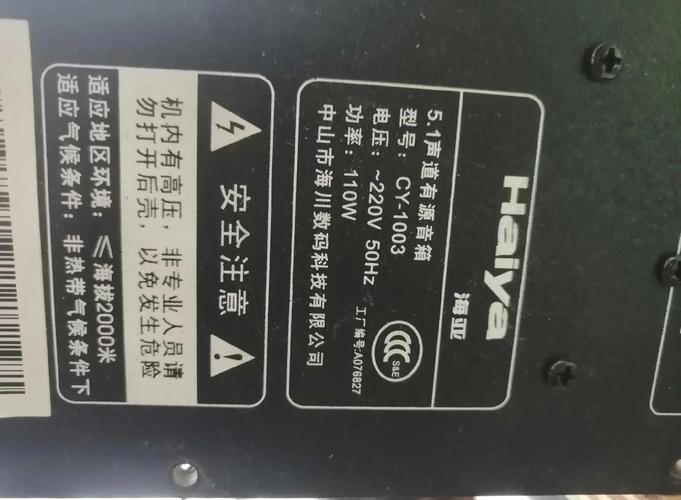 Haiya
海亚
5.1声道有源音箱
型号：CY-1003
电压：~220V 50Hz
功率：110W
中山市海川数码科技有限公司
CCC
S&E
工厂编号:A076827
安全注意
机内有高压，非专业人员请
勿打开后壳，以免发生危险
适应地区环境：≤海拔2000米
适应气候条件：非热带气候条件下